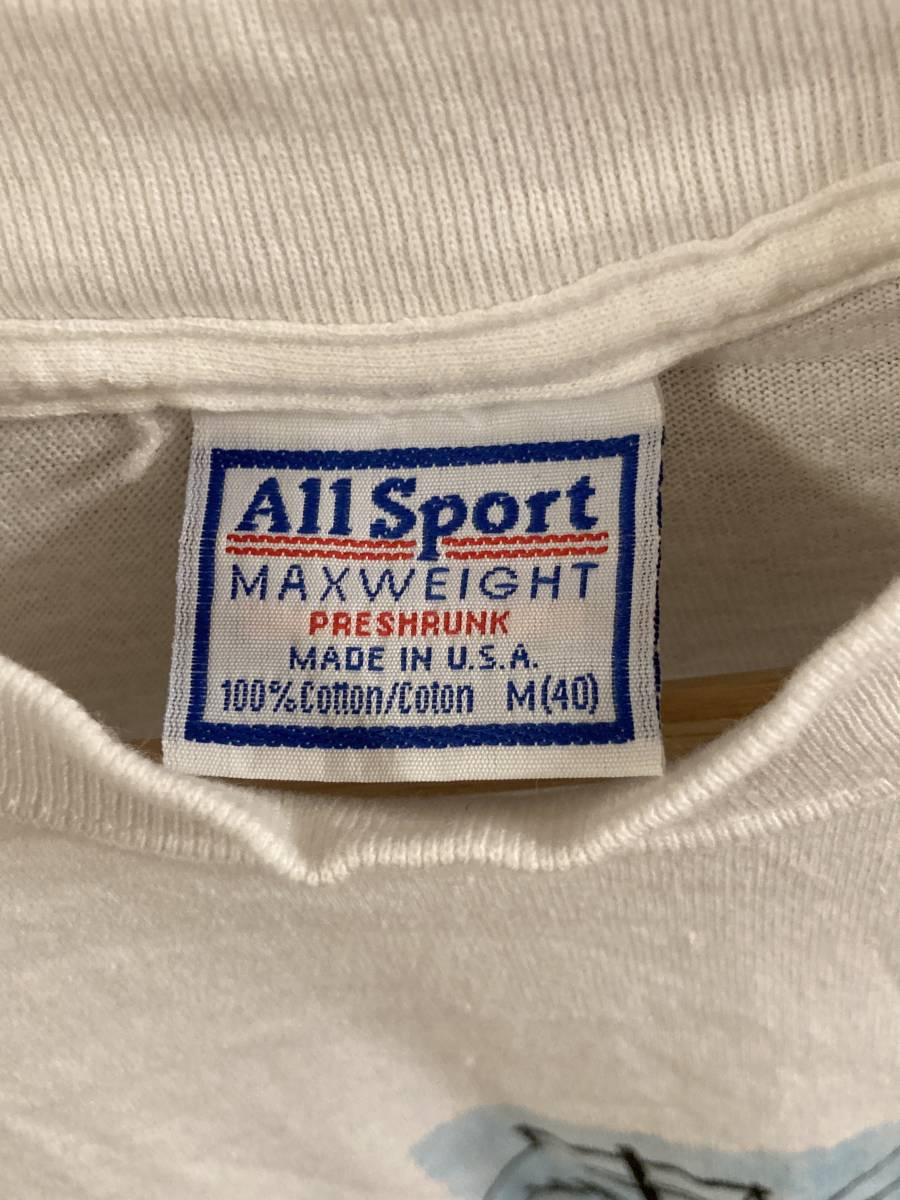 All Sport
MAXWEIGHT
PRESHRUNK
MADE IN U.S.A.
100% Cotton/Coton M(40)